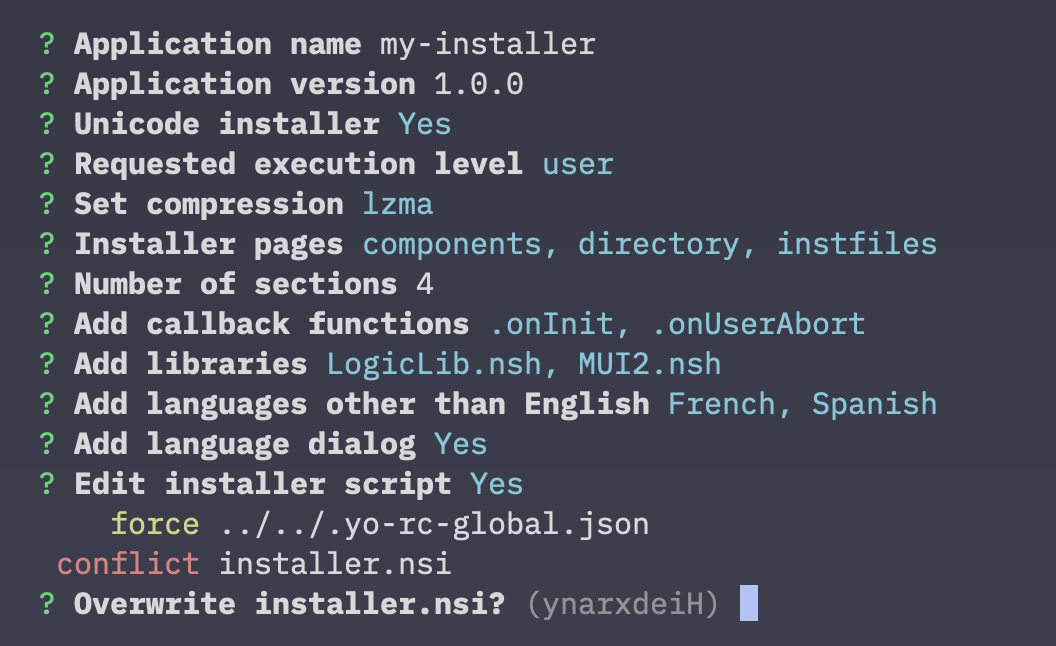 ? Application name my-installer
? Application version 1.0.0
? Unicode installer Yes
? Requested execution level user
? Set compression lzma
? Installer pages components, directory, instfiles
? Number of sections 4
? Add callback functions .onInit, .onUserAbort
? Add libraries LogicLib.nsh, MUI2.nsh
? Add languages other than English French, Spanish
? Add language dialog Yes
? Edit installer script Yes
force ../../.yo-rc-global.json
conflict installer.nsi
? Overwrite installer.nsi? (ynarxdeiH)